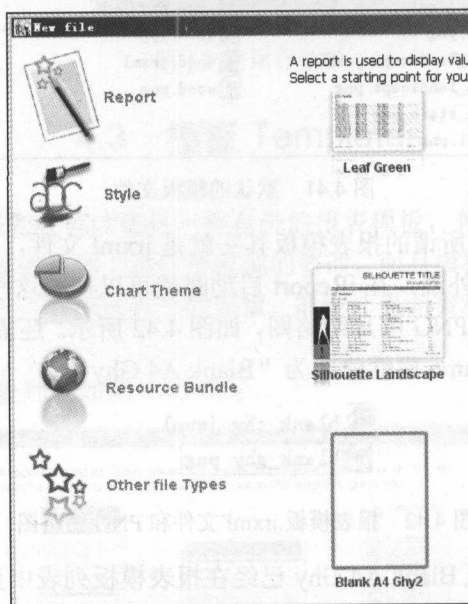 New file
A report is used to display valu
Select a starting point for you
Report
Leaf Green
Style
Chart Theme
SILHOUETTE TITLE
Silhouette Landscape
Resource Bundle
Other file Types
Blank A4 Ghy2